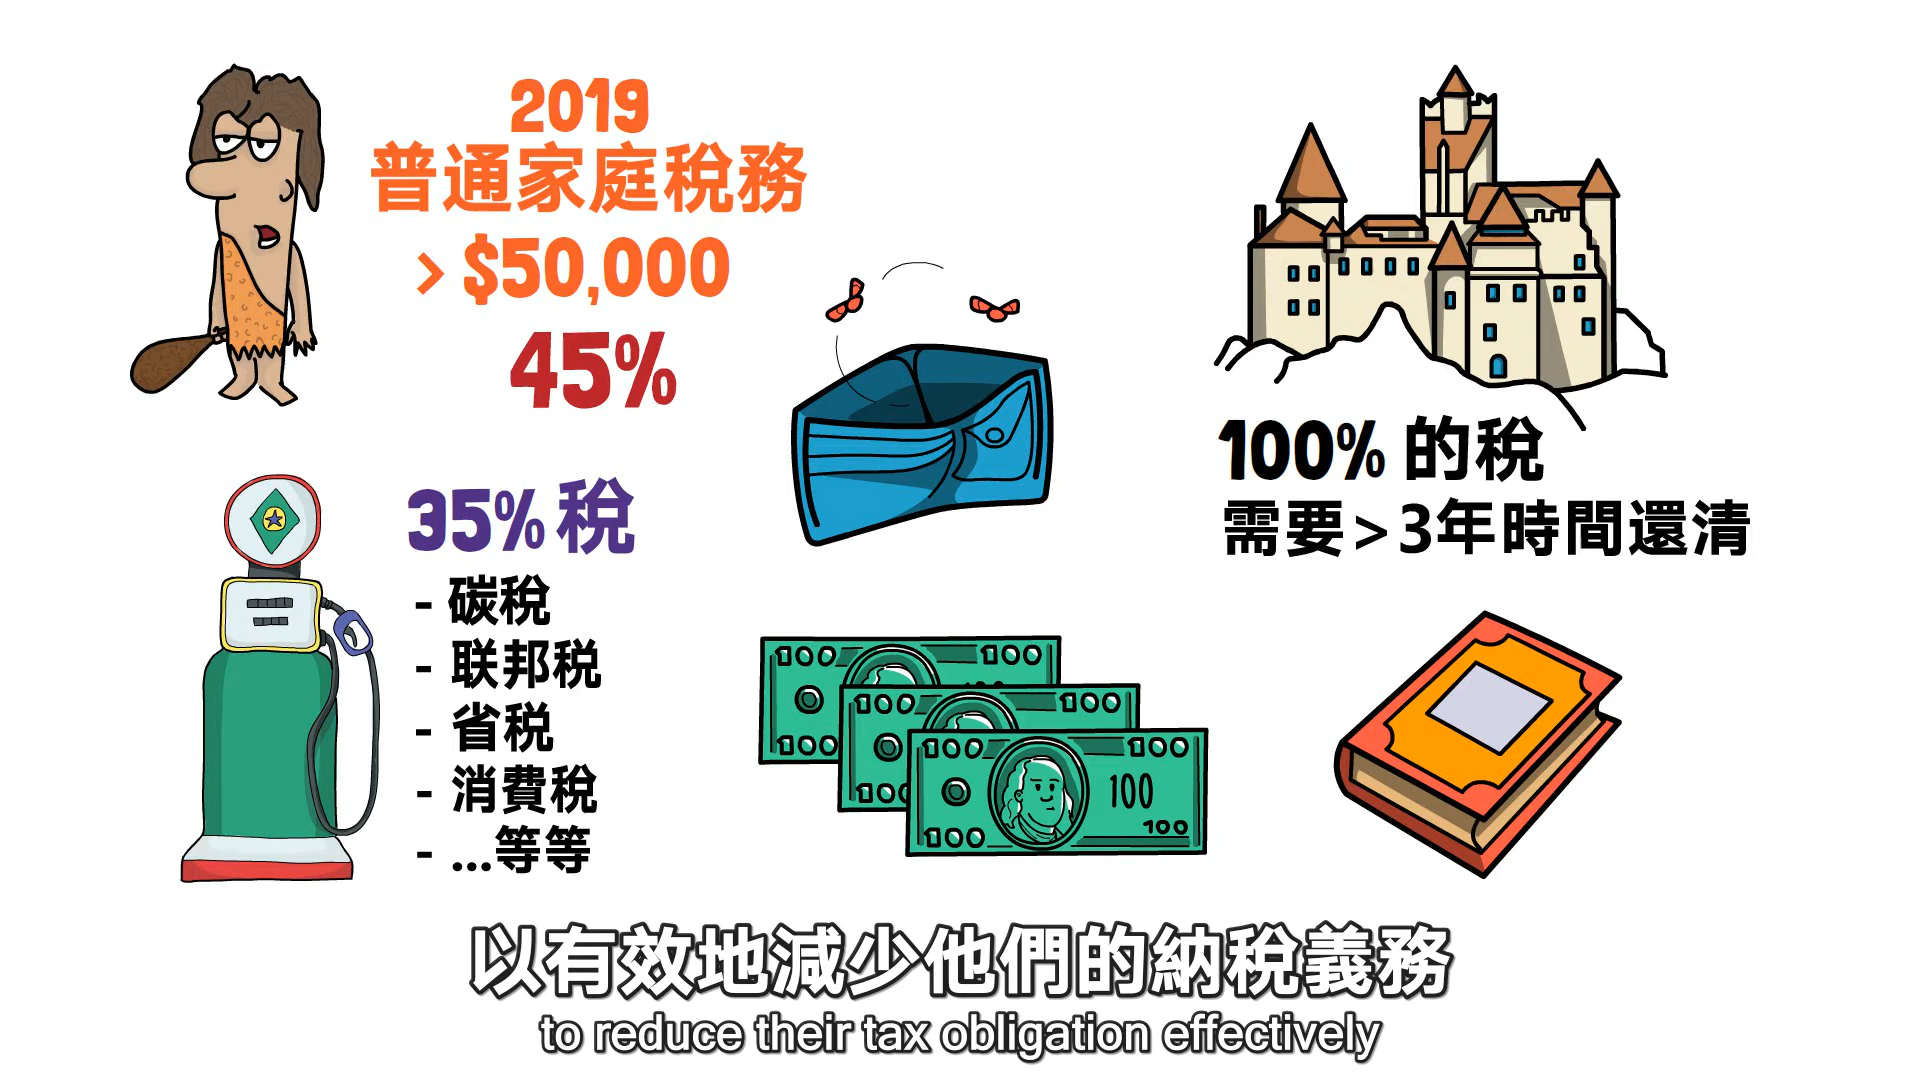 2019
普通家庭稅務
> $50,000
45%
100% 的稅
需要>3年時間還清
35% 稅
- 碳稅
- 联邦税
- 省税
- 消費稅
- ...等等
100 100
100
100 100
100
100 100
100
100 100
以有效地減少他們的納稅義務
to reduce their tax obligation effectively